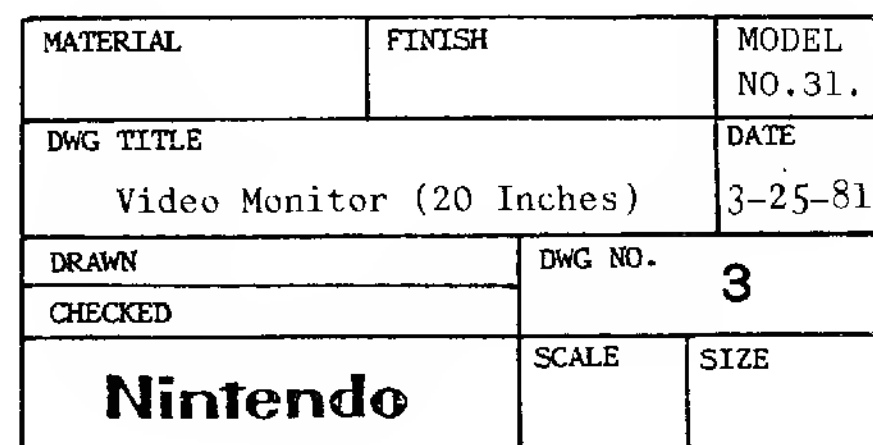 MATERIAL FINISH MODEL
NO.31.
DWG TITLE DATE
Video Monitor (20 Inches) 3-25-81
DRAWN DWG NO.
3
CHECKED
Nintendo SCALE SIZE